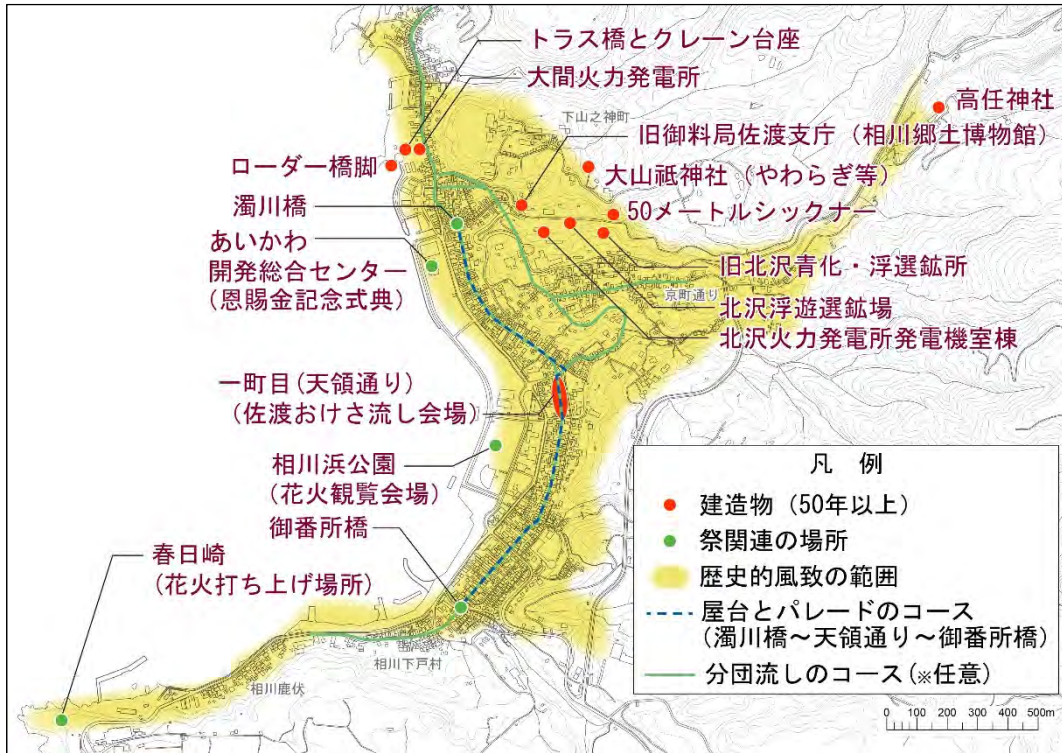 トラス橋とクレーン台座
大間火力発電所
下山之神町
高任神社
旧御料局佐渡支庁（相川郷土博物館）
ローダー橋脚
大山祇神社（やわらぎ等）
濁川橋
50メートルシックナー
あいかわ
開発総合センター
（恩賜金記念式典）
旧北沢青化・浮選鉱所
京町通り
北沢浮遊選鉱場
北沢火力発電所発電機室棟
一町目（天領通り）
（佐渡おけさ流し会場）
相川浜公園
（花火観覧会場）
御番所橋
春日崎
（花火打ち上げ場所）
相川下戸村
相川鹿伏
凡 例
建造物（50年以上）
祭関連の場所
歴史的風致の範囲
屋台とパレードのコース
（濁川橋～天領通り～御番所橋）
分団流しのコース（※任意）
0 100 200 300 400 500m